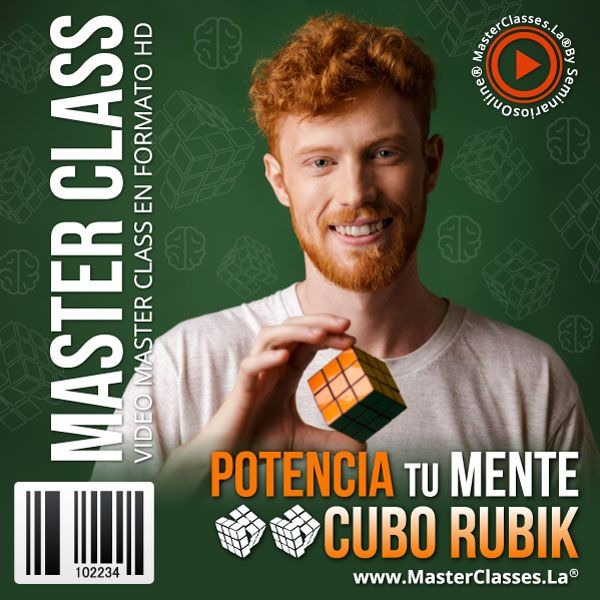 MASTER CLASS
VIDEO MASTER CLASS EN FORMATO HD
MasterClasses.La®By SeminariosOnline®
POTENCIA TU MENTE
CUBO RUBIK
www.MasterClasses.La®
102234